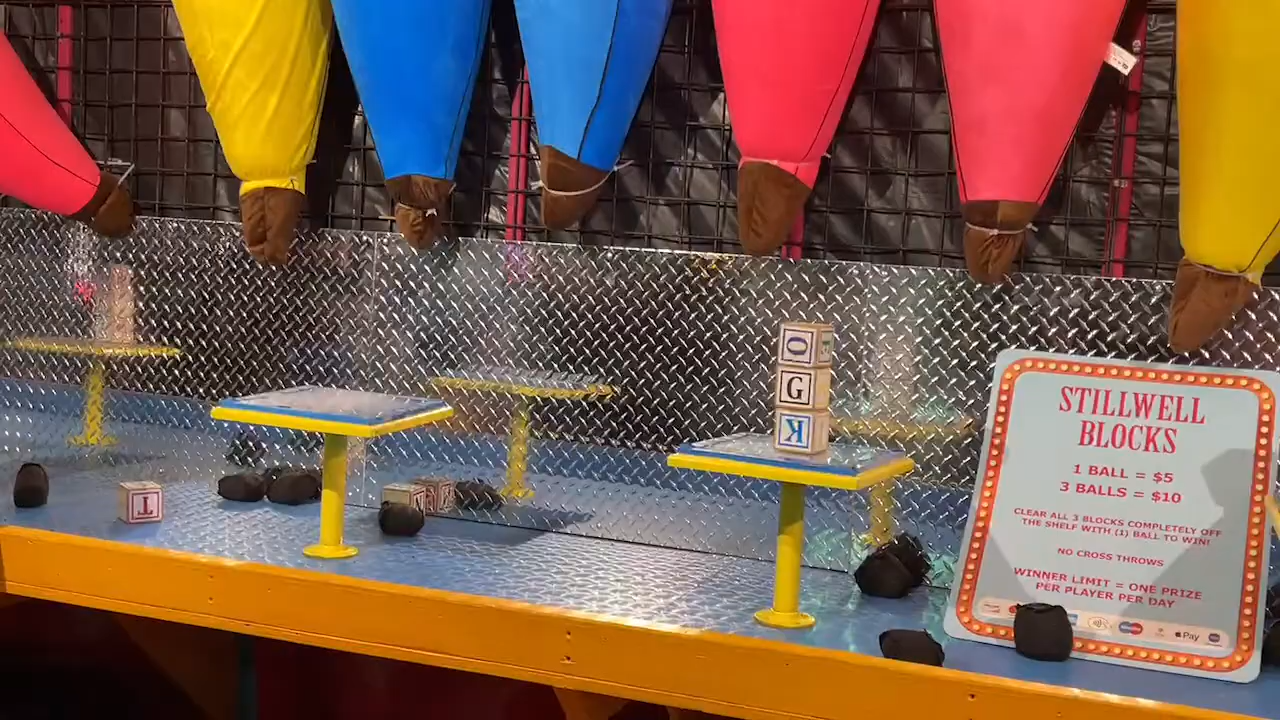 O
G
K
T
STILLWELL
BLOCKS
1 BALL = $5
3 BALLS = $10
CLEAR ALL 3 BLOCKS COMPLETELY OFF
THE SHELF WITH (1) BALL TO WIN!
NO CROSS THROWS
WINNER LIMIT = ONE PRIZE
PER PLAYER PER DAY
Pay